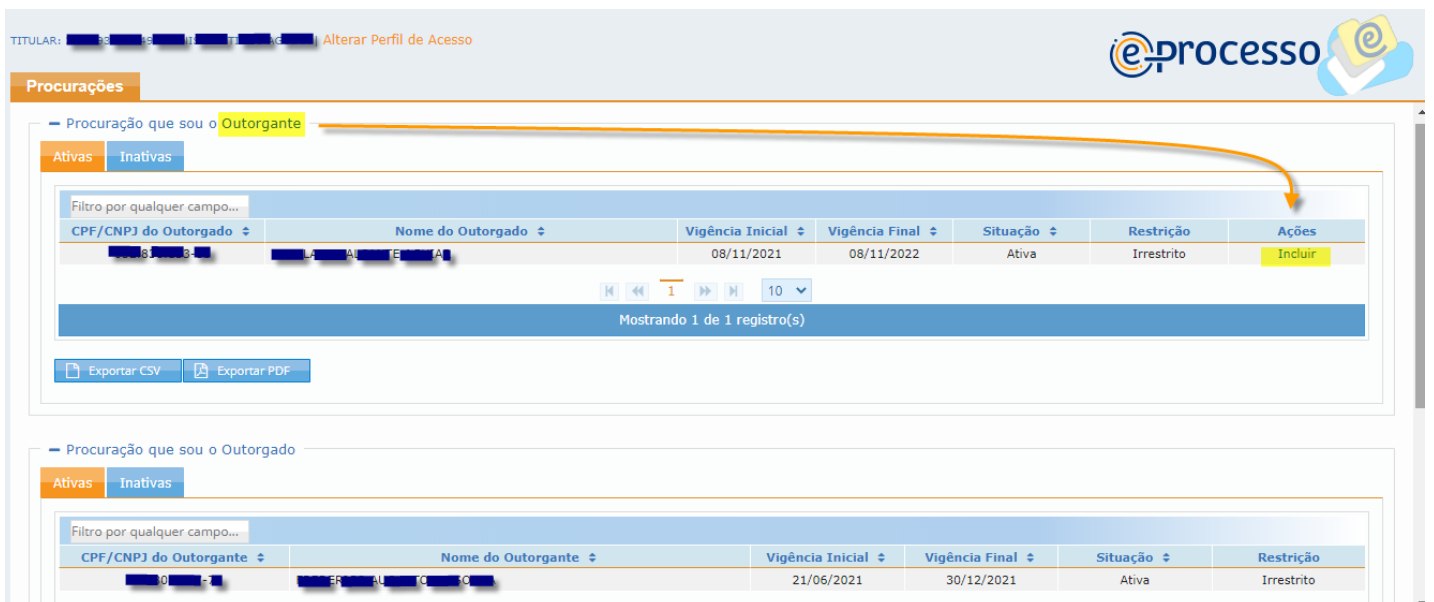 TITULAR: | Alterar Perfil de Acesso
e-processo
Procurações
Procuração que sou o Outorgante
Ativas Inativas
Filtro por qualquer campo...
CPF/CNPJ do Outorgado Nome do Outorgado Vigência Inicial Vigência Final Situação Restrição Ações
08/11/2021 08/11/2022 Ativa Irrestrito Incluir
1 10
Mostrando 1 de 1 registro(s)
Exportar CSV Exportar PDF
Procuração que sou o Outorgado
Ativas Inativas
Filtro por qualquer campo...
CPF/CNPJ do Outorgante Nome do Outorgante Vigência Inicial Vigência Final Situação Restrição
21/06/2021 30/12/2021 Ativa Irrestrito